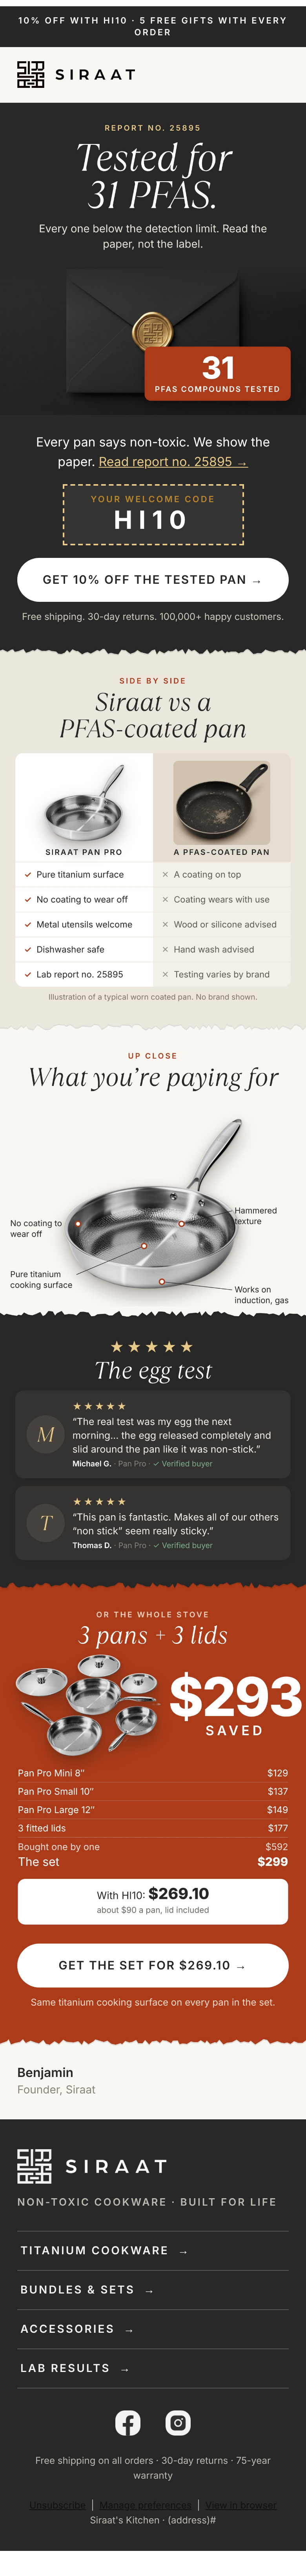 10% OFF WITH HI10 · 5 FREE GIFTS WITH EVERY
ORDER
SIRAAT
REPORT NO. 25895
Tested for
31 PFAS.
Every one below the detection limit. Read the
paper, not the label.
31
PFAS COMPOUNDS TESTED
Every pan says non-toxic. We show the
paper. Read report no. 25895 →
YOUR WELCOME CODE
HI10
GET 10% OFF THE TESTED PAN →
Free shipping. 30-day returns. 100,000+ happy customers.
SIDE BY SIDE
Siraat vs a
PFAS-coated pan
SIRAAT PAN PRO
A PFAS-COATED PAN
✓ Pure titanium surface
✕ A coating on top
✓ No coating to wear off
✕ Coating wears with use
✓ Metal utensils welcome
✕ Wood or silicone advised
✓ Dishwasher safe
✕ Hand wash advised
✓ Lab report no. 25895
✕ Testing varies by brand
Illustration of a typical worn coated pan. No brand shown.
UP CLOSE
What you’re paying for
Hammered
texture
No coating to
wear off
Pure titanium
cooking surface
Works on
induction, gas
★★★★★
The egg test
★★★★★
M
“The real test was my egg the next
morning... the egg released completely and
slid around the pan like it was non-stick.”
Michael G. · Pan Pro · ✓ Verified buyer
★★★★★
T
“This pan is fantastic. Makes all of our others
“non stick” seem really sticky.”
Thomas D. · Pan Pro · ✓ Verified buyer
OR THE WHOLE STOVE
3 pans + 3 lids
$293
SAVED
Pan Pro Mini 8″ $129
Pan Pro Small 10″ $137
Pan Pro Large 12″ $149
3 fitted lids $177
Bought one by one $592
The set $299
With HI10: $269.10
about $90 a pan, lid included
GET THE SET FOR $269.10 →
Same titanium cooking surface on every pan in the set.
Benjamin
Founder, Siraat
SIRAAT
NON-TOXIC COOKWARE · BUILT FOR LIFE
TITANIUM COOKWARE →
BUNDLES & SETS →
ACCESSORIES →
LAB RESULTS →
Free shipping on all orders · 30-day returns · 75-year
warranty
Unsubscribe | Manage preferences | View in browser
Siraat's Kitchen · (address)#